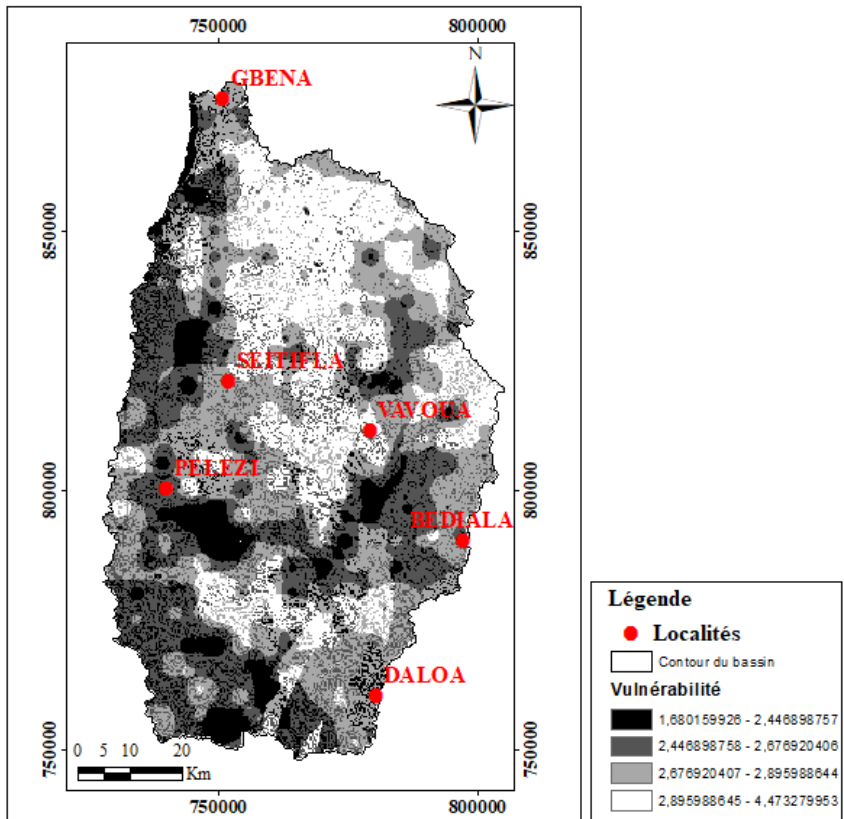 750000 800000
N
GBENA
850000 850000
SEITIFLA
VAVOUA
PELEZI
800000 800000
BEDIALA
DALOA
750000 750000
0 5 10 20
Km
750000 800000
Légende
Localités
Contour du bassin
Vulnérabilité
1,680159926 - 2,446898757
2,446898758 - 2,676920406
2,676920407 - 2,895988644
2,895988645 - 4,473279953